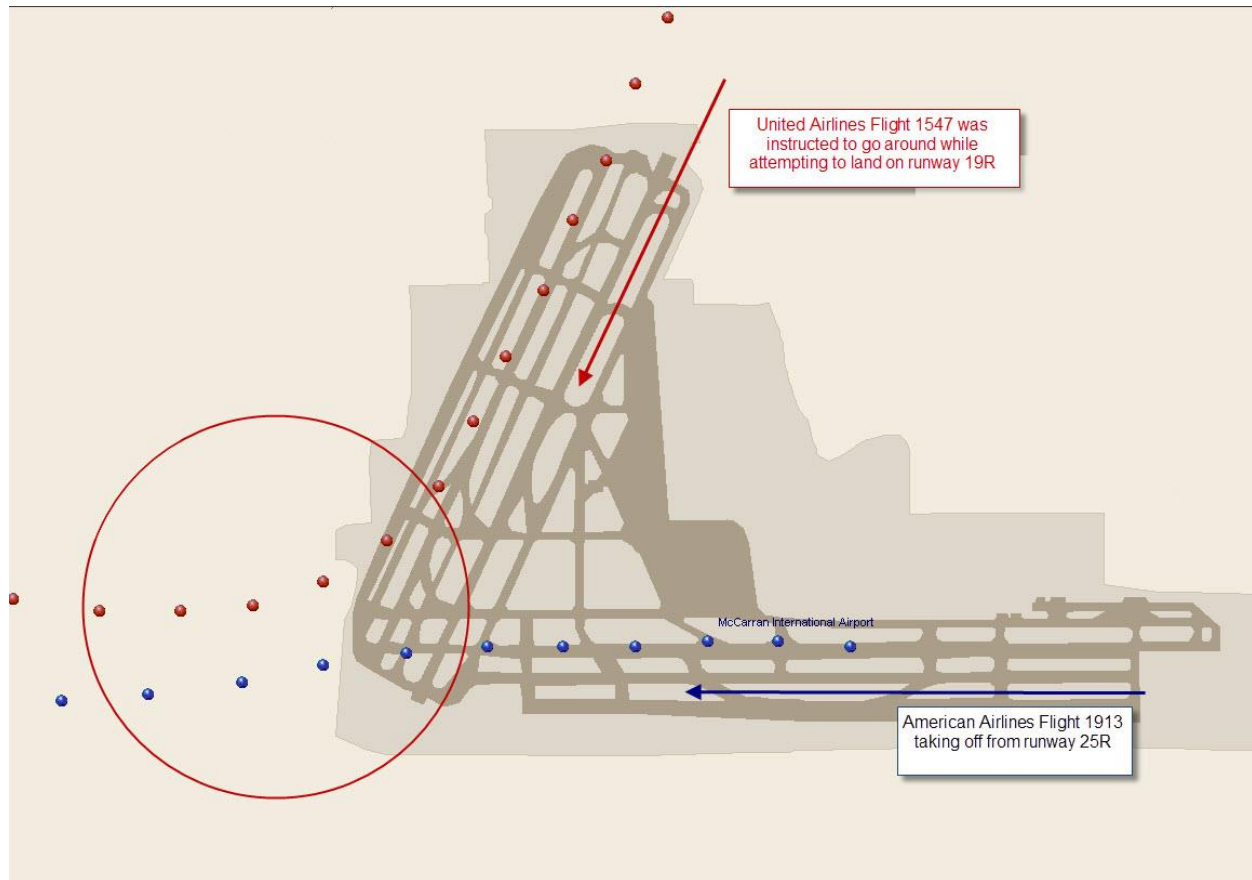 United Airlines Flight 1547 was
instructed to go around while
attempting to land on runway 19R
McCarran International Airport
American Airlines Flight 1913
taking off from runway 25R